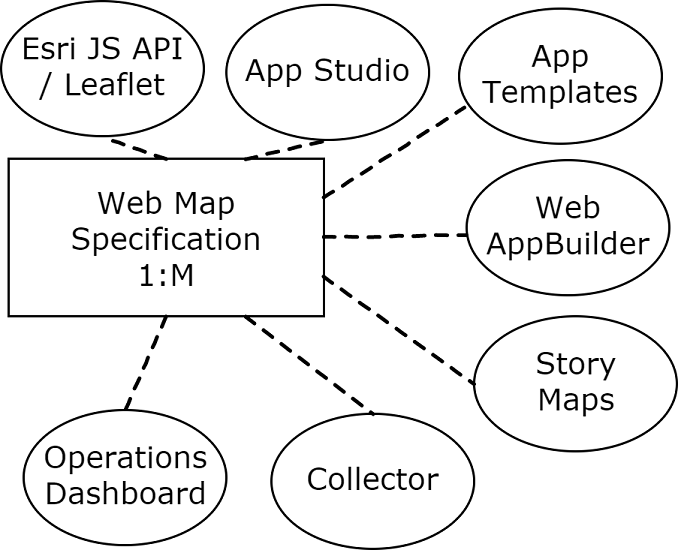 Esri JS API
/ Leaflet
App Studio
App
Templates
Web Map
Specification
1:M
Web
AppBuilder
Story
Maps
Operations
Dashboard
Collector